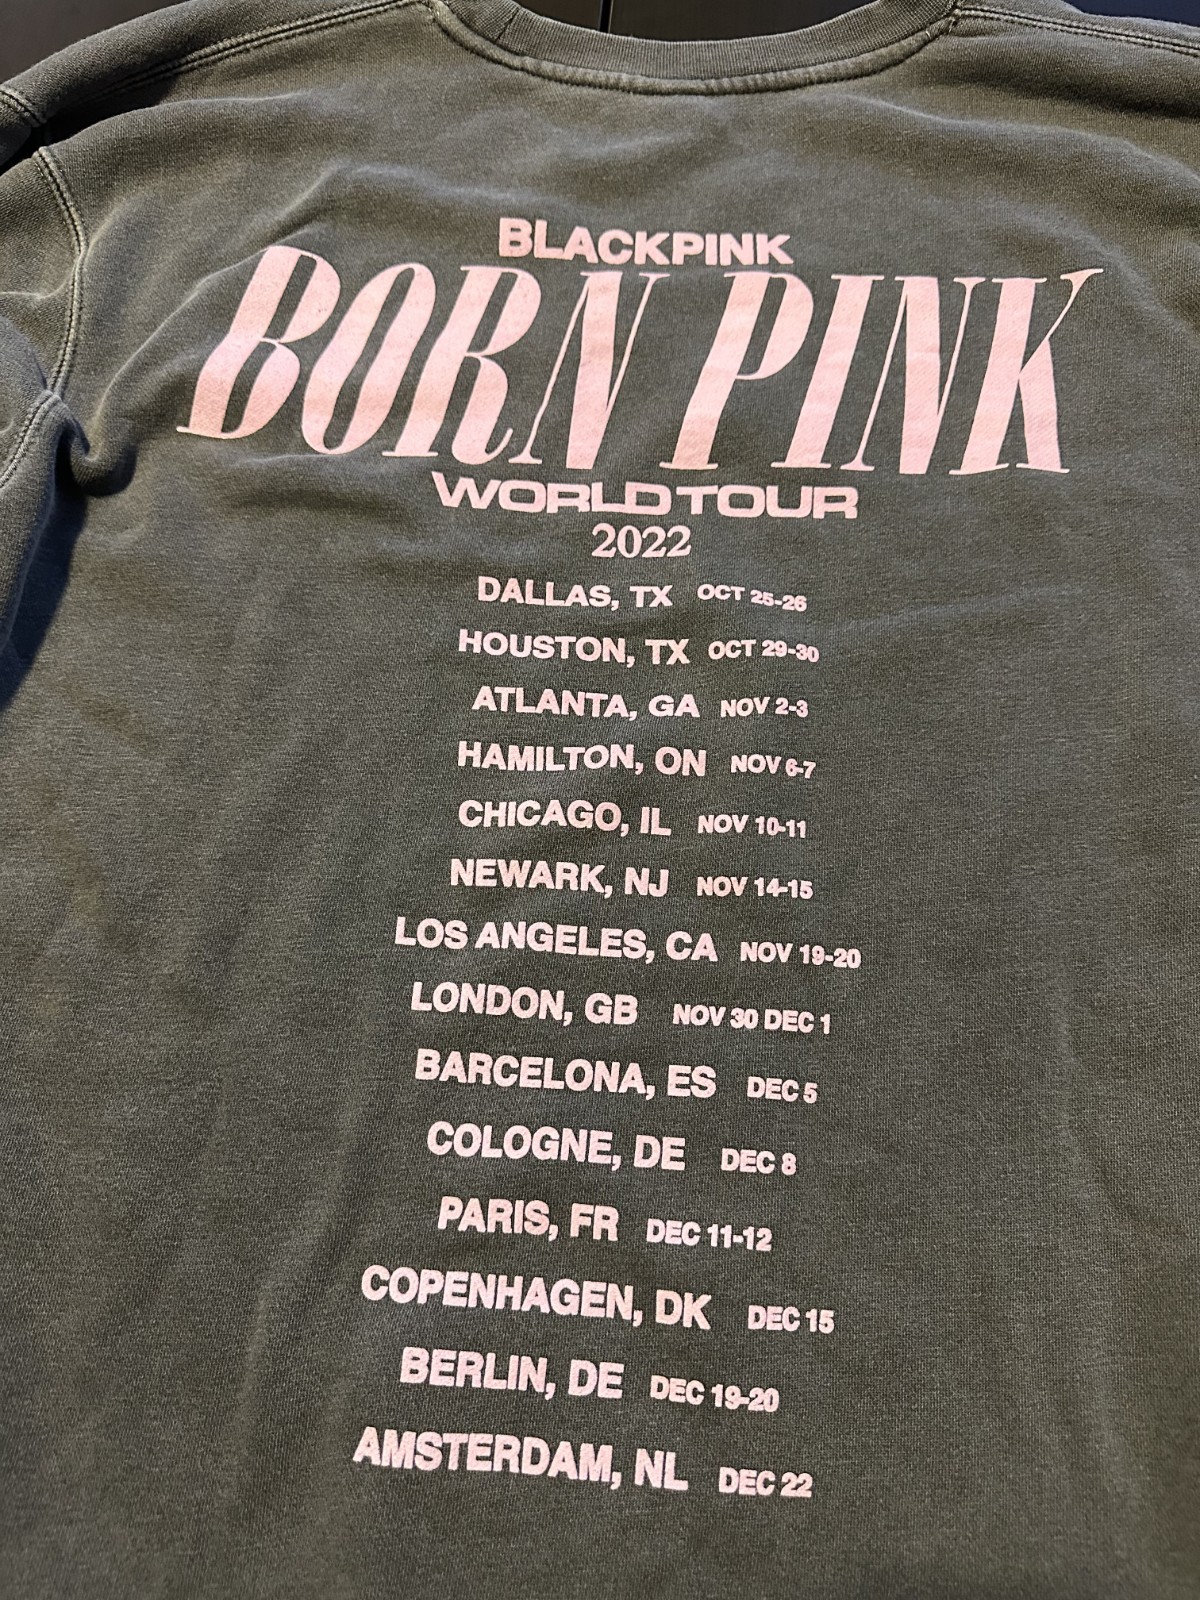 BLACKPINK
BORN PINK
WORLD TOUR
2022
DALLAS, TX OCT 25-26
HOUSTON, TX OCT 29-30
ATLANTA, GA NOV 2-3
HAMILTON, ON NOV 6-7
CHICAGO, IL NOV 10-11
NEWARK, NJ NOV 14-15
LOS ANGELES, CA NOV 19-20
LONDON, GB NOV 30 DEC 1
BARCELONA, ES DEC 5
COLOGNE, DE DEC 8
PARIS, FR DEC 11-12
COPENHAGEN, DK DEC 15
BERLIN, DE DEC 19-20
AMSTERDAM, NL DEC 22